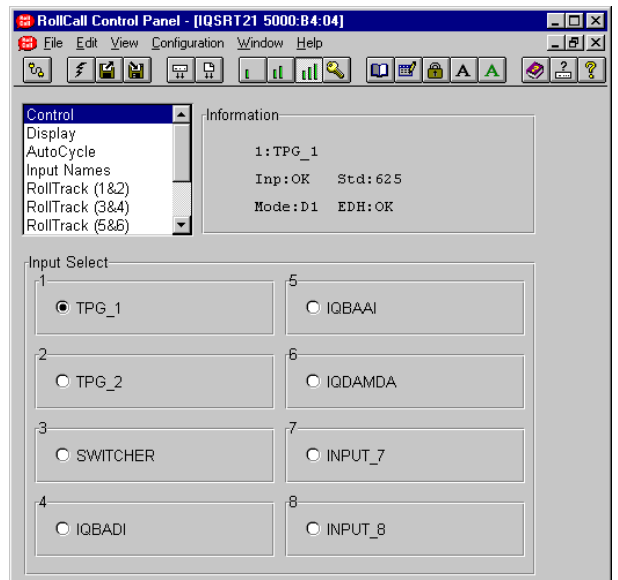 RollCall Control Panel - [IQSRT21 5000:B4:04]
File Edit View Configuration Window Help
A A
Control
Display
AutoCycle
Input Names
RollTrack (1&2)
RollTrack (3&4)
RollTrack (5&6)
Information
1:TPG_1
Inp:OK Std:625
Mode:D1 EDH:OK
Input Select
1
TPG_1
5
IQBAAI
2
TPG_2
6
IQDAMDA
3
SWITCHER
7
INPUT_7
4
IQBADI
8
INPUT_8